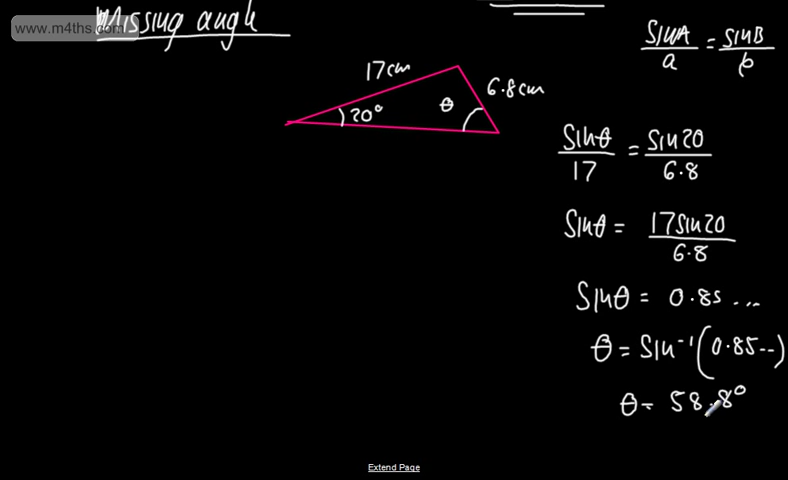 Missing angle
www.m4ths.com
17cm
6.8cm
20°
θ
SinA/a = SinB/b
Sinθ/17 = Sin20/6.8
Sinθ = 17Sin20/6.8
Sinθ = 0.85...
θ = Sin⁻¹(0.85--)
θ = 58.8°
Extend Page